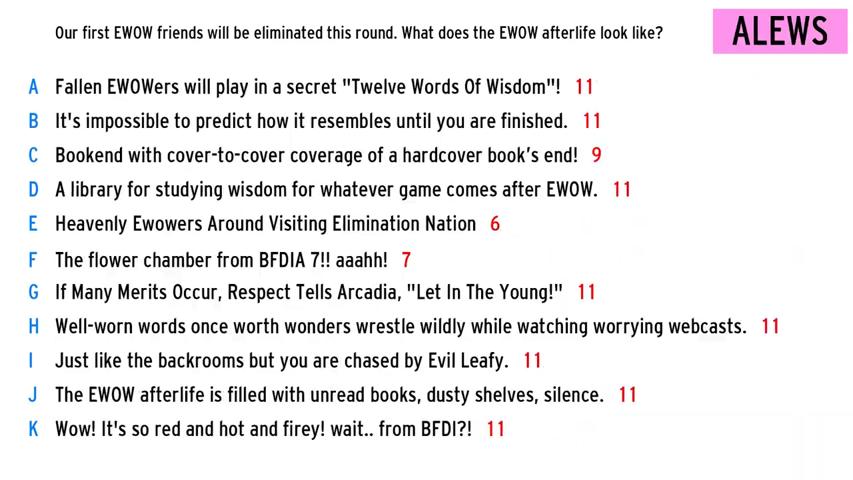 Our first EWOW friends will be eliminated this round. What does the EWOW afterlife look like?
ALEWS
A Fallen EWOWers will play in a secret "Twelve Words Of Wisdom"! 11
B It's impossible to predict how it resembles until you are finished. 11
C Bookend with cover-to-cover coverage of a hardcover book’s end! 9
D A library for studying wisdom for whatever game comes after EWOW. 11
E Heavenly Ewowers Around Visiting Elimination Nation 6
F The flower chamber from BFDIA 7!! aaahh! 7
G If Many Merits Occur, Respect Tells Arcadia, "Let In The Young!" 11
H Well-worn words once worth wonders wrestle wildly while watching worrying webcasts. 11
I Just like the backrooms but you are chased by Evil Leafy. 11
J The EWOW afterlife is filled with unread books, dusty shelves, silence. 11
K Wow! It's so red and hot and firey! wait.. from BFDI?! 11